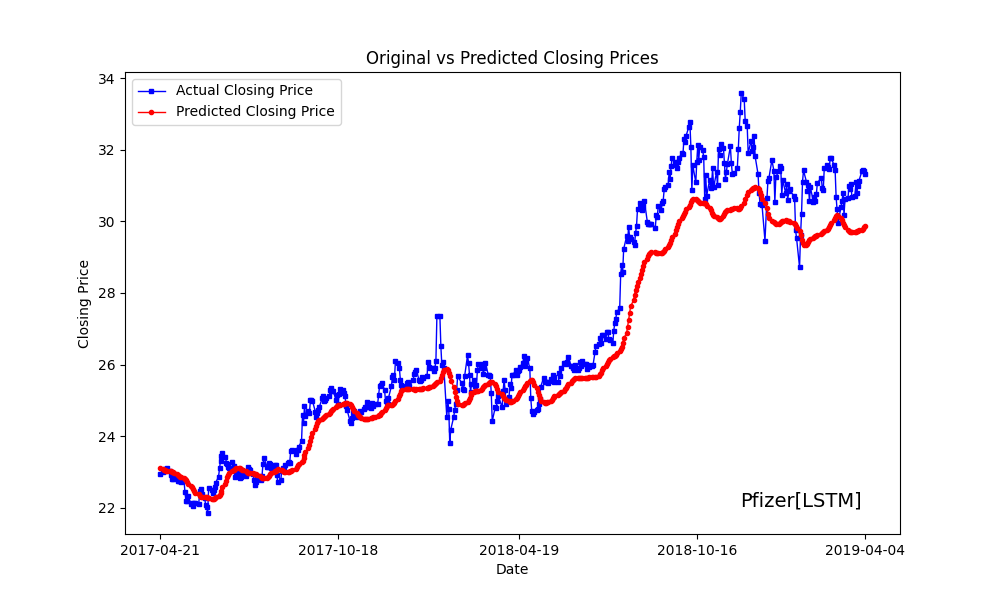 Original vs Predicted Closing Prices
Actual Closing Price
Predicted Closing Price
34
32
30
28
26
24
22
Closing Price
Pfizer[LSTM]
2017-04-21 2017-10-18 2018-04-19 2018-10-16 2019-04-04
Date